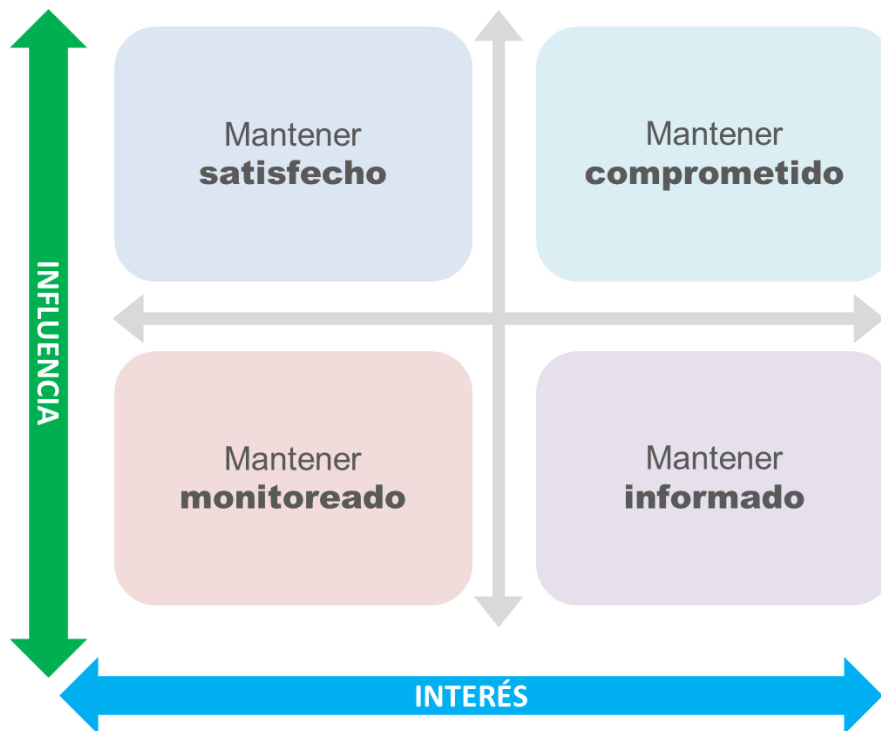 Mantener
satisfecho
Mantener
comprometido
INFLUENCIA
Mantener
monitoreado
Mantener
informado
INTERÉS